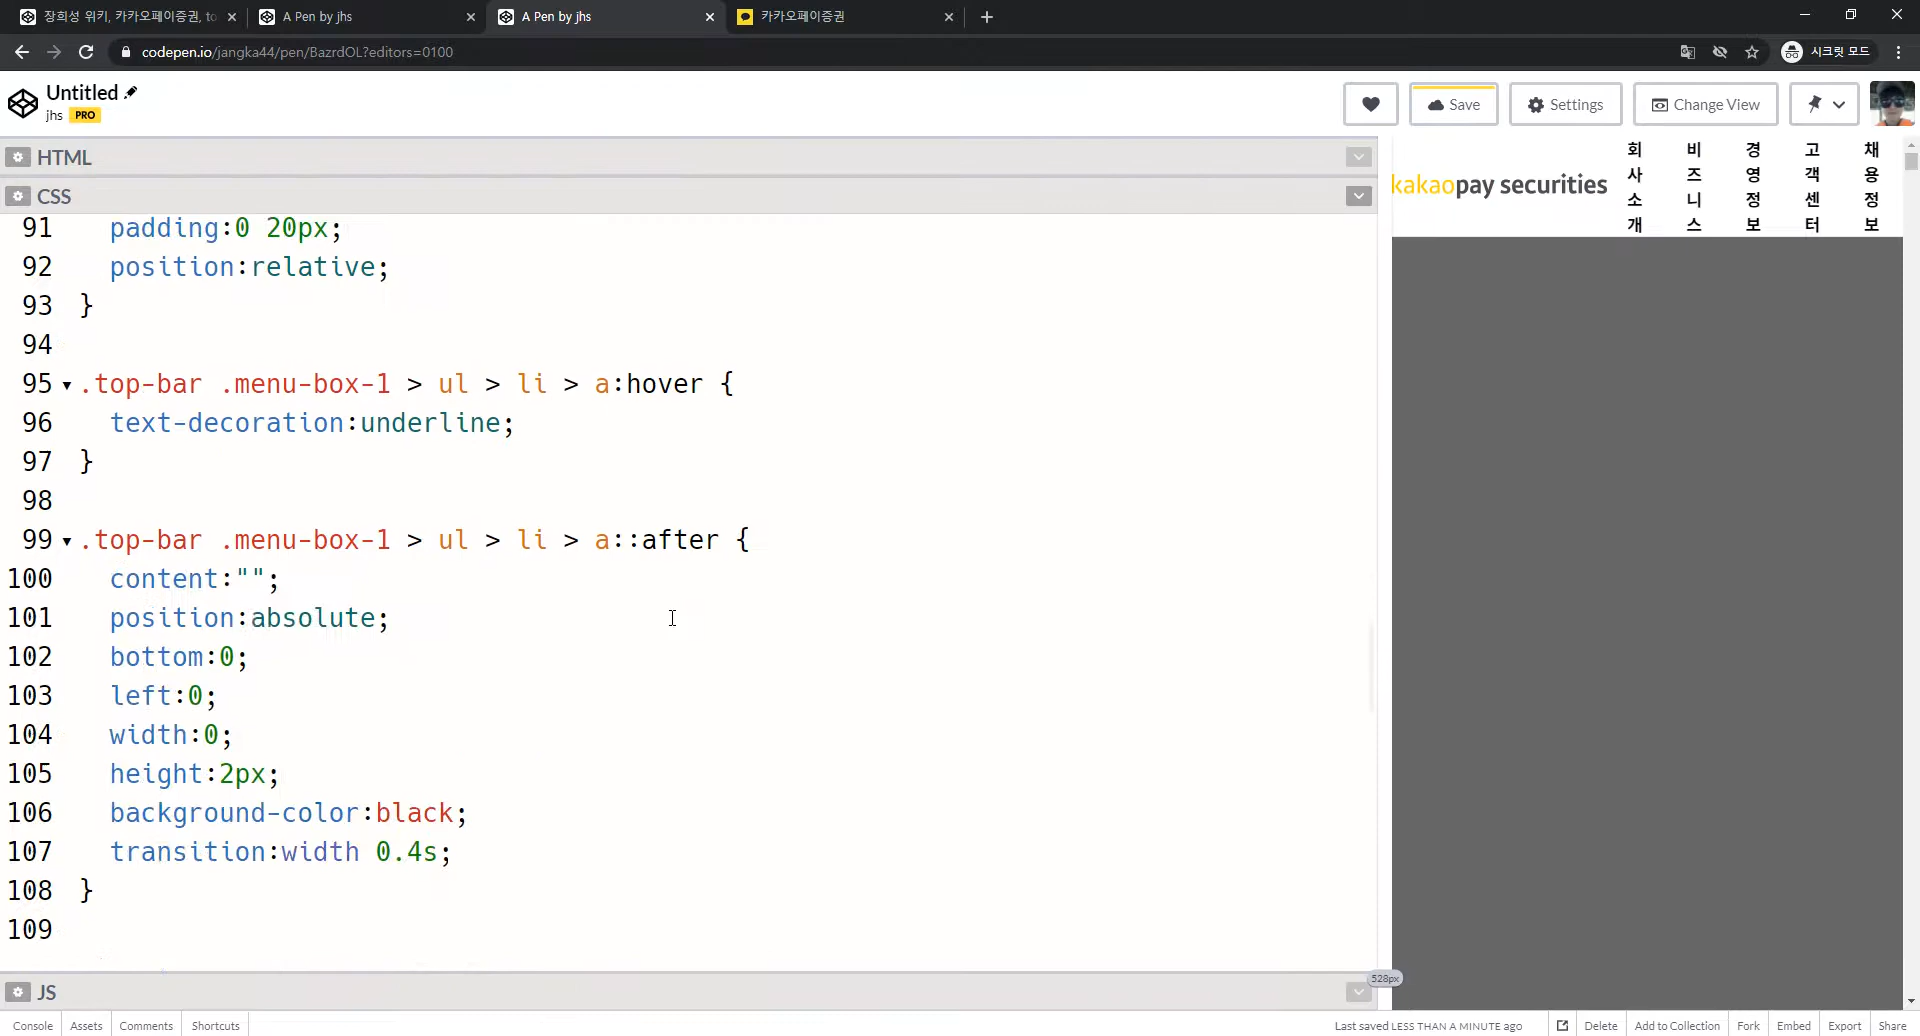 장희성 위키, 카카오페이증권, to
A Pen by jhs
A Pen by jhs
카카오페이증권
codepen.io/jangka44/pen/BazrdOL?editors=0100
시크릿 모드
Untitled
jhs PRO
Save
Settings
Change View
HTML
CSS
91 padding:0 20px;
92 position:relative;
93 }
94
95 .top-bar .menu-box-1 > ul > li > a:hover {
96 text-decoration:underline;
97 }
98
99 .top-bar .menu-box-1 > ul > li > a::after {
100 content:"";
101 position:absolute;
102 bottom:0;
103 left:0;
104 width:0;
105 height:2px;
106 background-color:black;
107 transition:width 0.4s;
108 }
109
kakaopay securities
회사소개
비즈니스
경영정보
고객센터
채용정보
528px
JS
Console
Assets
Comments
Shortcuts
Last saved LESS THAN A MINUTE ago
Delete
Add to Collection
Fork
Embed
Export
Share